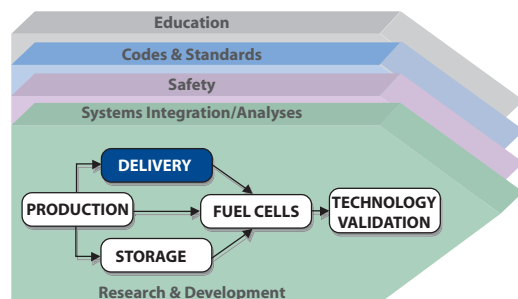 Education
Codes & Standards
Safety
Systems Integration/Analyses
DELIVERY
PRODUCTION
FUEL CELLS
TECHNOLOGY
VALIDATION
STORAGE
Research & Development